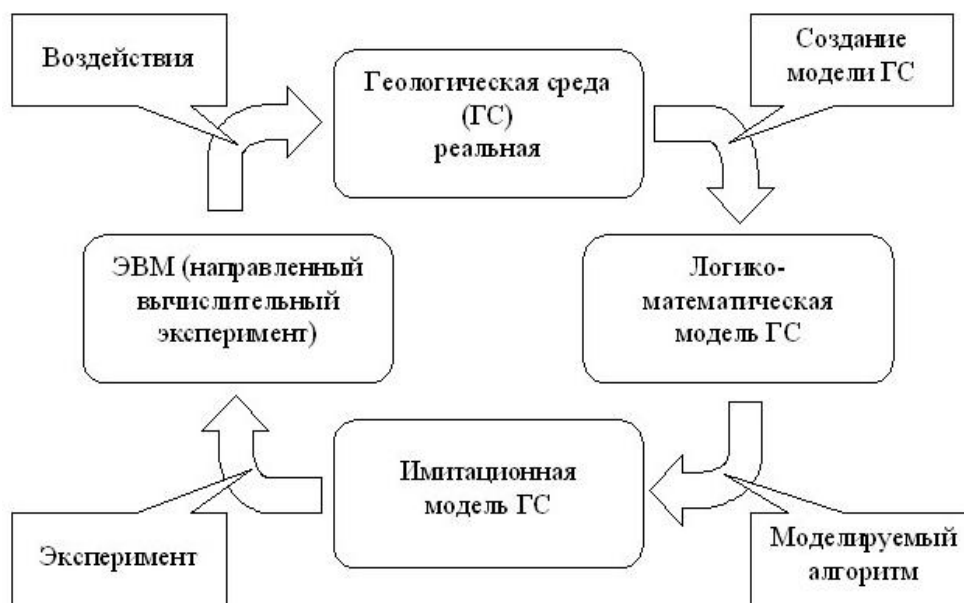 Воздействия
Геологическая среда
(ГС)
реальная
Создание
модели ГС
ЭВМ (направленный
вычислительный
эксперимент)
Логико-
математическая
модель ГС
Имитационная
модель ГС
Эксперимент
Моделируемый
алгоритм